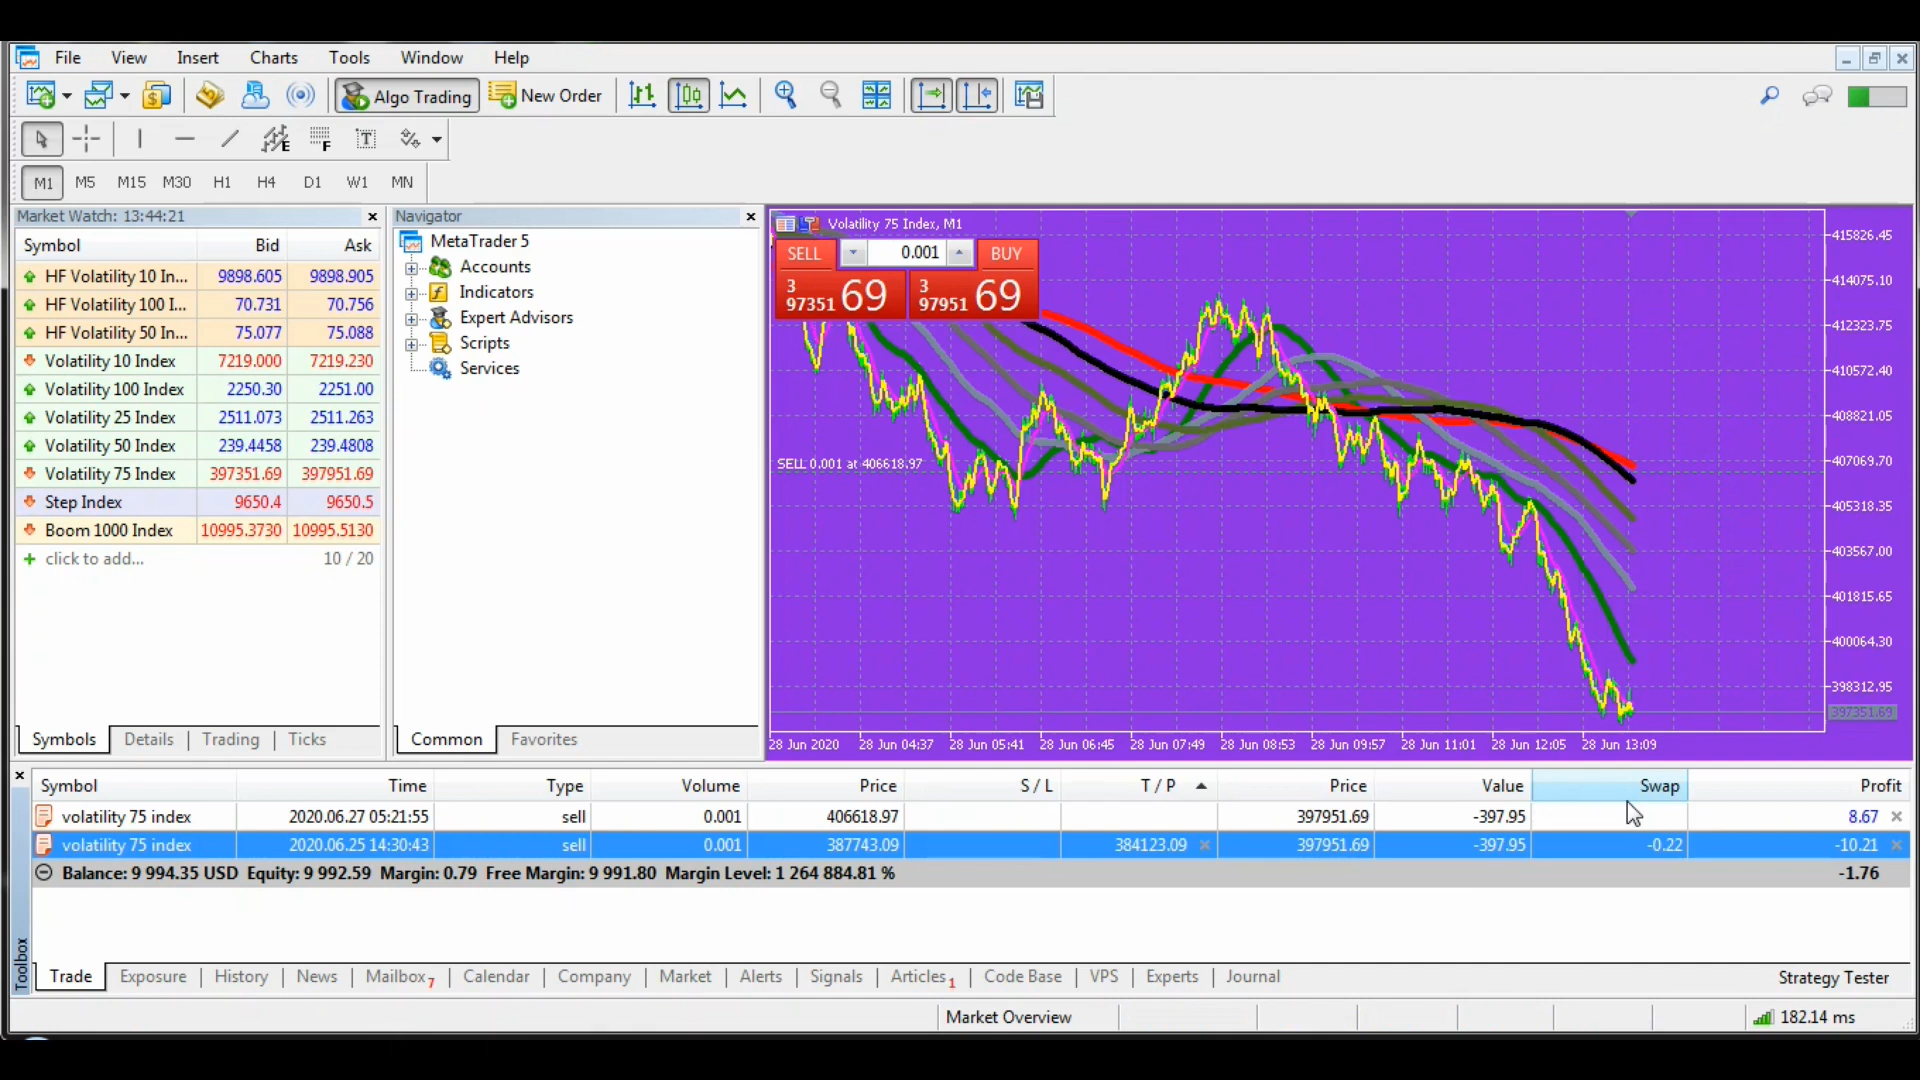 File View Insert Charts Tools Window Help
Algo Trading New Order
E F T
M1 M5 M15 M30 H1 H4 D1 W1 MN
Market Watch: 13:44:21
Symbol Bid Ask
HF Volatility 10 In... 9898.605 9898.905
HF Volatility 100 I... 70.731 70.756
HF Volatility 50 In... 75.077 75.088
Volatility 10 Index 7219.000 7219.230
Volatility 100 Index 2250.30 2251.00
Volatility 25 Index 2511.073 2511.263
Volatility 50 Index 239.4458 239.4808
Volatility 75 Index 397351.69 397951.69
Step Index 9650.4 9650.5
Boom 1000 Index 10995.3730 10995.5130
click to add... 10 / 20
Symbols Details Trading Ticks
Navigator
MetaTrader 5
Accounts
Indicators
Expert Advisors
Scripts
Services
Common Favorites
Volatility 75 Index, M1
SELL 0.001 BUY
3 97351 69 3 97951 69
SELL 0.001 at 406618.97
415826.45
414075.10
412323.75
410572.40
408821.05
407069.70
405318.35
403567.00
401815.65
400064.30
398312.95
397351.69
28 Jun 2020 28 Jun 04:37 28 Jun 05:41 28 Jun 06:45 28 Jun 07:49 28 Jun 08:53 28 Jun 09:57 28 Jun 11:01 28 Jun 12:05 28 Jun 13:09
Symbol Time Type Volume Price S / L T / P Price Value Swap Profit
volatility 75 index 2020.06.27 05:21:55 sell 0.001 406618.97 397951.69 -397.95 8.67
volatility 75 index 2020.06.25 14:30:43 sell 0.001 387743.09 384123.09 397951.69 -397.95 -0.22 -10.21
Balance: 9 994.35 USD Equity: 9 992.59 Margin: 0.79 Free Margin: 9 991.80 Margin Level: 1 264 884.81 % -1.76
Toolbox
Trade Exposure History News Mailbox 7 Calendar Company Market Alerts Signals Articles 1 Code Base VPS Experts Journal Strategy Tester
Market Overview 182.14 ms